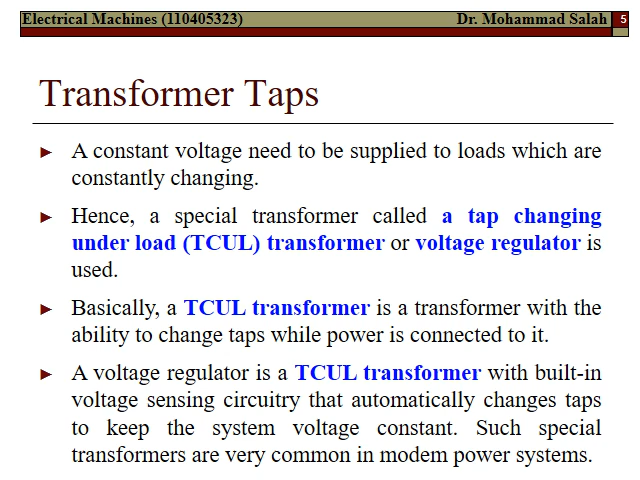 Electrical Machines (110405323) Dr. Mohammad Salah 5
Transformer Taps
► A constant voltage need to be supplied to loads which are
constantly changing.
► Hence, a special transformer called a tap changing
under load (TCUL) transformer or voltage regulator is
used.
► Basically, a TCUL transformer is a transformer with the
ability to change taps while power is connected to it.
► A voltage regulator is a TCUL transformer with built-in
voltage sensing circuitry that automatically changes taps
to keep the system voltage constant. Such special
transformers are very common in modem power systems.